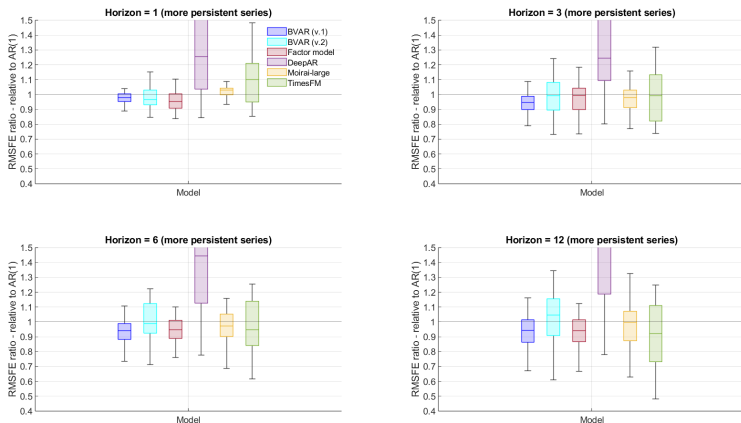 Horizon = 1 (more persistent series)
RMSFE ratio - relative to AR(1)
1.5
1.4
1.3
1.2
1.1
1
0.9
0.8
0.7
0.6
0.5
0.4
Model
BVAR (v.1)
BVAR (v.2)
Factor model
DeepAR
Moirai-large
TimesFM
Horizon = 3 (more persistent series)
RMSFE ratio - relative to AR(1)
1.5
1.4
1.3
1.2
1.1
1
0.9
0.8
0.7
0.6
0.5
0.4
Model
Horizon = 6 (more persistent series)
RMSFE ratio - relative to AR(1)
1.5
1.4
1.3
1.2
1.1
1
0.9
0.8
0.7
0.6
0.5
0.4
Model
Horizon = 12 (more persistent series)
RMSFE ratio - relative to AR(1)
1.5
1.4
1.3
1.2
1.1
1
0.9
0.8
0.7
0.6
0.5
0.4
Model